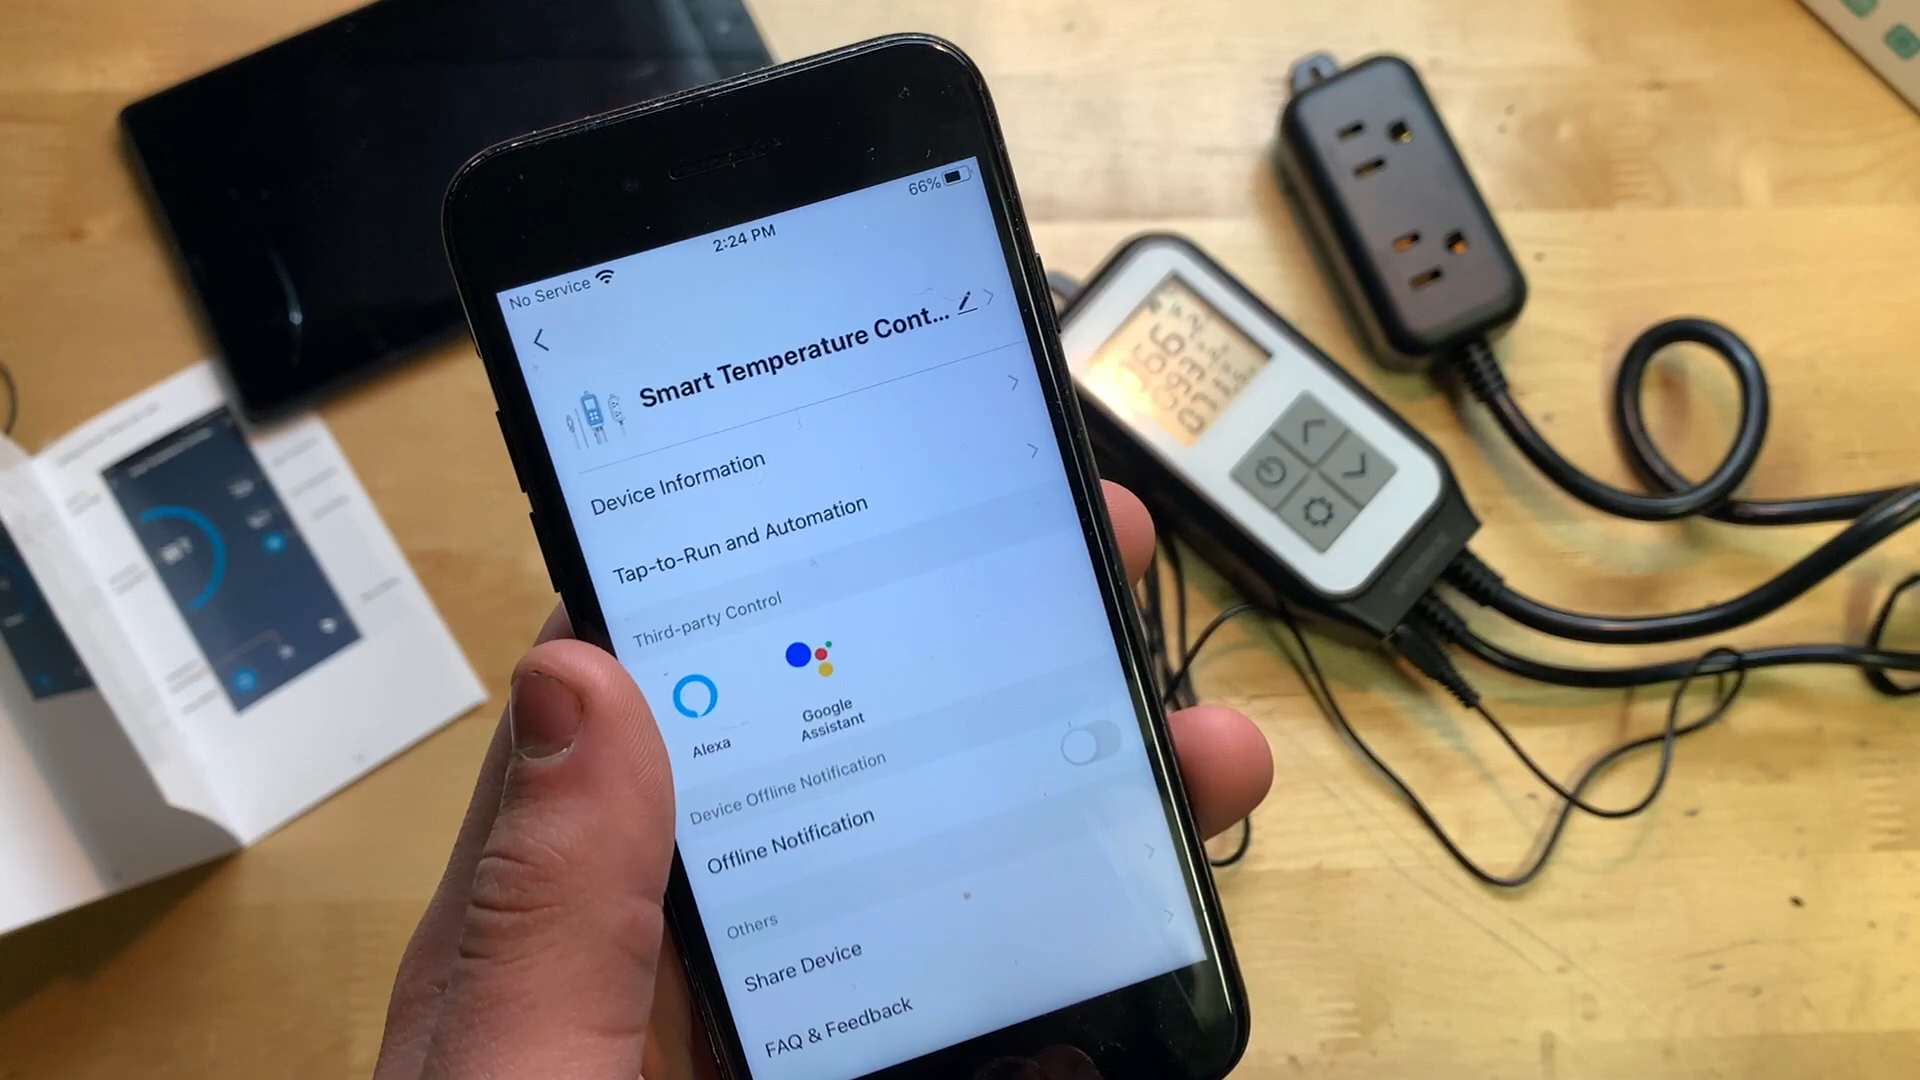 66%
2:24 PM
No Service
Smart Temperature Cont...
Device Information
Tap-to-Run and Automation
Third-party Control
Alexa
Google
Assistant
Device Offline Notification
Offline Notification
Others
Share Device
FAQ & Feedback